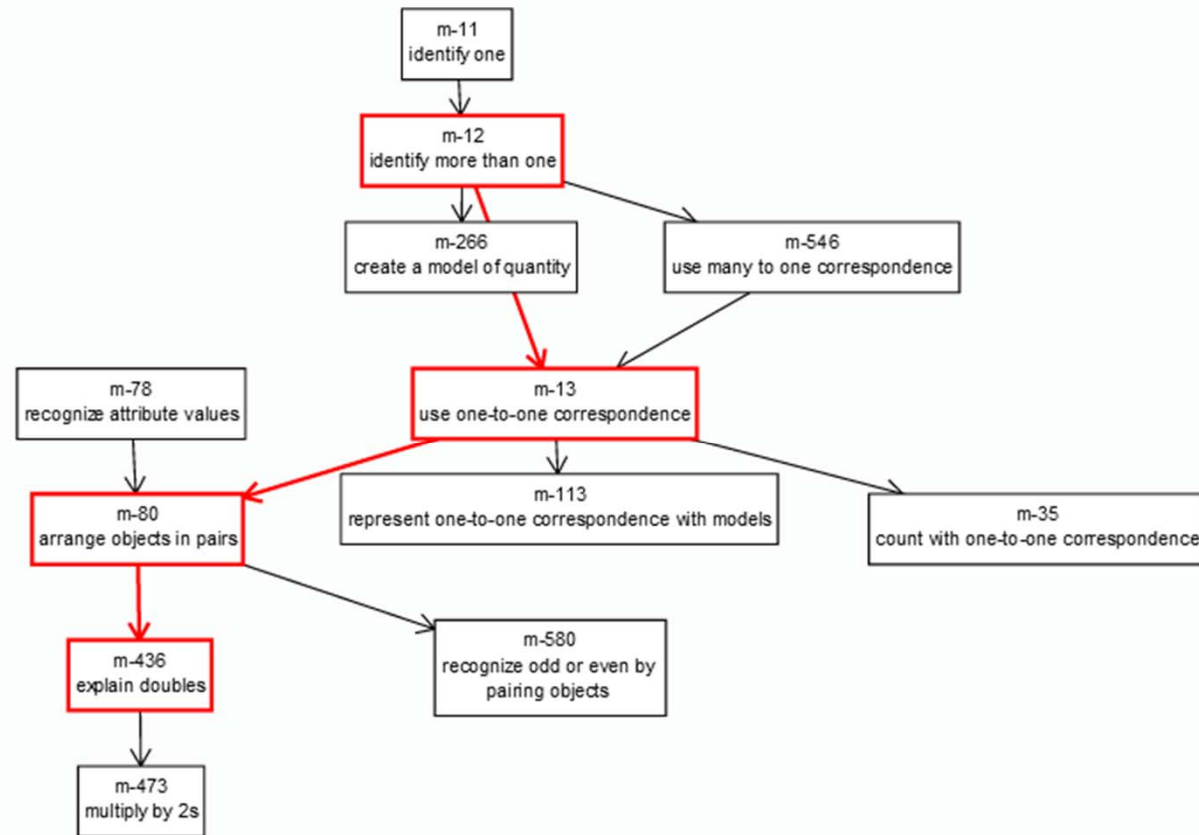 m-11
identify one
m-12
identify more than one
m-266
create a model of quantity
m-546
use many to one correspondence
m-13
use one-to-one correspondence
m-78
recognize attribute values
m-113
represent one-to-one correspondence with models
m-80
arrange objects in pairs
m-35
count with one-to-one correspondence
m-580
recognize odd or even by
pairing objects
m-436
explain doubles
m-473
multiply by 2s